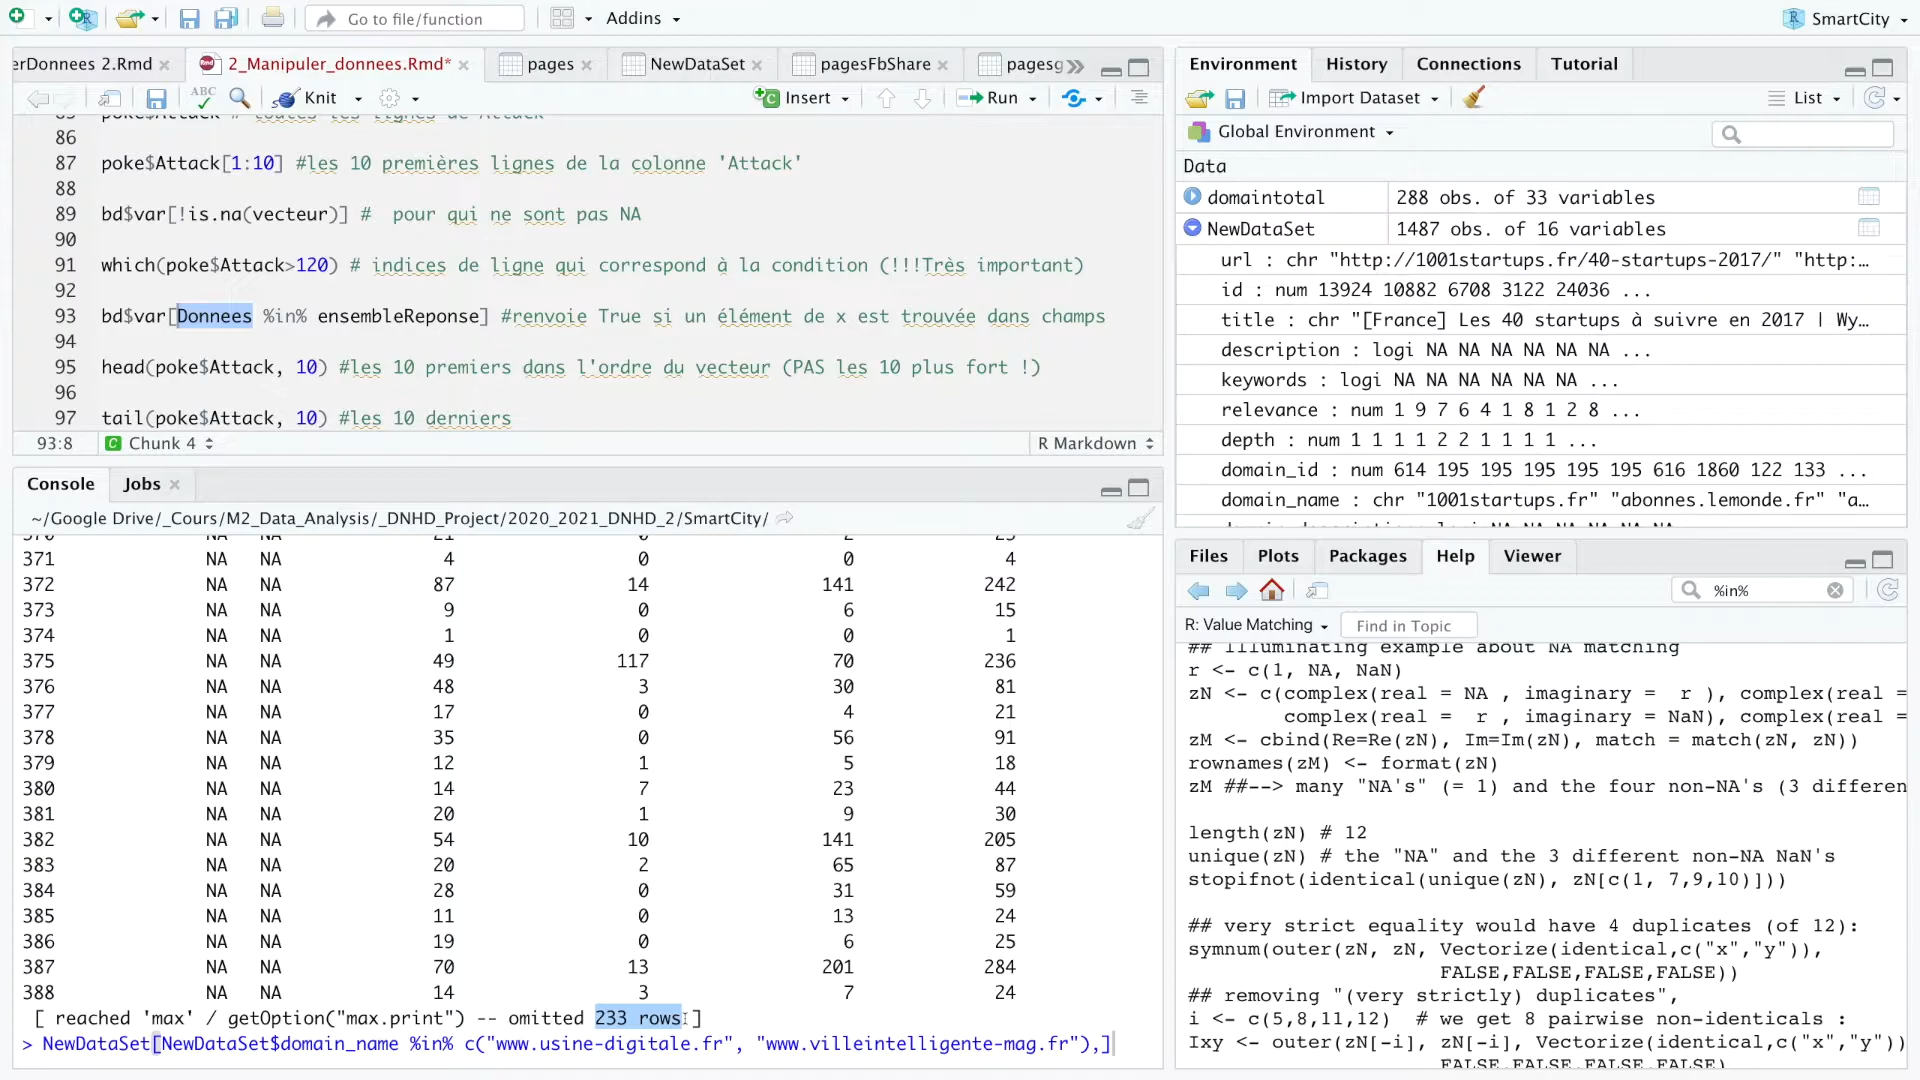 Go to file/function
Addins
SmartCity
erDonnees 2.Rmd
2_Manipuler_donnees.Rmd*
pages
NewDataSet
pagesFbShare
pagesg
ABC
Knit
Insert
Run
86
87 poke$Attack[1:10] #les 10 premières lignes de la colonne 'Attack'
88
89 bd$var[!is.na(vecteur)] #  pour qui ne sont pas NA
90
91 which(poke$Attack>120) # indices de ligne qui correspond à la condition (!!!Très important)
92
93 bd$var[Donnees %in% ensembleReponse] #renvoie True si un élément de x est trouvée dans champs
94
95 head(poke$Attack, 10) #les 10 premiers dans l'ordre du vecteur (PAS les 10 plus fort !)
96
97 tail(poke$Attack, 10) #les 10 derniers
93:8
Chunk 4
R Markdown
Console
Jobs
~/Google Drive/_Cours/M2_Data_Analysis/_DNHD_Project/2020_2021_DNHD_2/SmartCity/
371 NA NA 4 0 0 4
372 NA NA 87 14 141 242
373 NA NA 9 0 6 15
374 NA NA 1 0 0 1
375 NA NA 49 117 70 236
376 NA NA 48 3 30 81
377 NA NA 17 0 4 21
378 NA NA 35 0 56 91
379 NA NA 12 1 5 18
380 NA NA 14 7 23 44
381 NA NA 20 1 9 30
382 NA NA 54 10 141 205
383 NA NA 20 2 65 87
384 NA NA 28 0 31 59
385 NA NA 11 0 13 24
386 NA NA 19 0 6 25
387 NA NA 70 13 201 284
388 NA NA 14 3 7 24
[ reached 'max' / getOption("max.print") -- omitted 233 rows ]
> NewDataSet[NewDataSet$domain_name %in% c("www.usine-digitale.fr", "www.villeintelligente-mag.fr"),]
Environment
History
Connections
Tutorial
Import Dataset
List
Global Environment
Data
domaintotal 288 obs. of 33 variables
NewDataSet 1487 obs. of 16 variables
url : chr "http://1001startups.fr/40-startups-2017/" "http:…
id : num 13924 10882 6708 3122 24036 ...
title : chr "[France] Les 40 startups à suivre en 2017 | Wy…
description : logi NA NA NA NA NA NA ...
keywords : logi NA NA NA NA NA NA ...
relevance : num 1 9 7 6 4 1 8 1 2 8 ...
depth : num 1 1 1 1 2 2 1 1 1 1 ...
domain_id : num 614 195 195 195 195 195 616 1860 122 133 ...
domain_name : chr "1001startups.fr" "abonnes.lemonde.fr" "a…
Files
Plots
Packages
Help
Viewer
%in%
R: Value Matching
Find in Topic
## Illuminating example about NA matching
r <- c(1, NA, NaN)
zN <- c(complex(real = NA , imaginary =  r ), complex(real =
complex(real =  r , imaginary = NaN), complex(real =
zM <- cbind(Re=Re(zN), Im=Im(zN), match = match(zN, zN))
rownames(zM) <- format(zN)
zM ##--> many "NA's" (= 1) and the four non-NA's (3 differen
length(zN) # 12
unique(zN) # the "NA" and the 3 different non-NA NaN's
stopifnot(identical(unique(zN), zN[c(1, 7,9,10)]))
## very strict equality would have 4 duplicates (of 12):
symnum(outer(zN, zN, Vectorize(identical,c("x","y")),
FALSE,FALSE,FALSE,FALSE))
## removing "(very strictly) duplicates",
i <- c(5,8,11,12)  # we get 8 pairwise non-identicals :
Ixy <- outer(zN[-i], zN[-i], Vectorize(identical,c("x","y"))